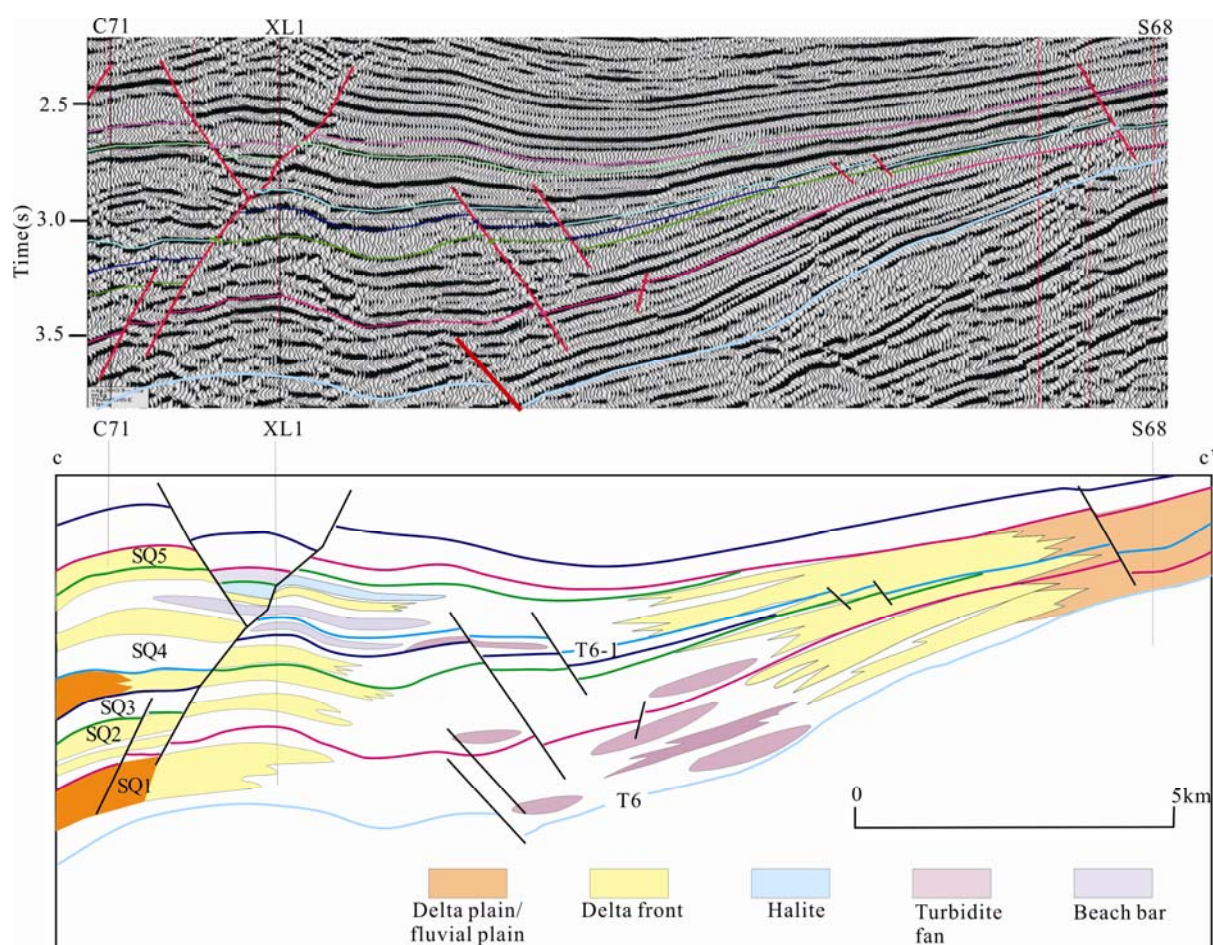 C71 XL1 S68
2.5
3.0
Time(s)
3.5
C71 XL1 S68
c c'
SQ5
SQ4
T6-1
SQ3
SQ2
SQ1
T6
0 5km
Delta plain/
fluvial plain
Delta front
Halite
Turbidite
fan
Beach bar